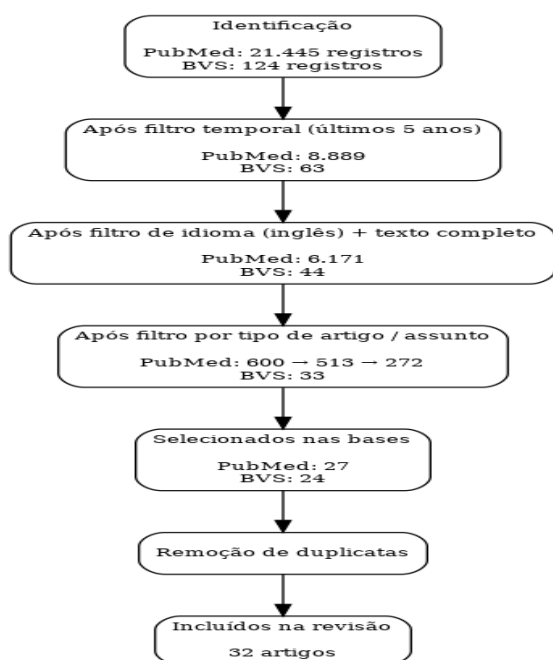 Identificação
PubMed: 21.445 registros
BVS: 124 registros
Após filtro temporal (últimos 5 anos)
PubMed: 8.889
BVS: 63
Após filtro de idioma (inglês) + texto completo
PubMed: 6.171
BVS: 44
Após filtro por tipo de artigo / assunto
PubMed: 600 → 513 → 272
BVS: 33
Selecionados nas bases
PubMed: 27
BVS: 24
Remoção de duplicatas
Incluídos na revisão
32 artigos